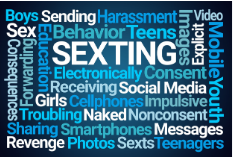 Boys Sending Harassment Video
Sex Behavior Teens Images Explicit Mobile
Consequences Forwarding Education SEXTING Youth
Electronically Consent
Receiving Social Media
Girls Cellphones Impulsive
Troubling Naked Nonconsent
Sharing Smartphones Messages
Revenge Photos Sexts Teenagers